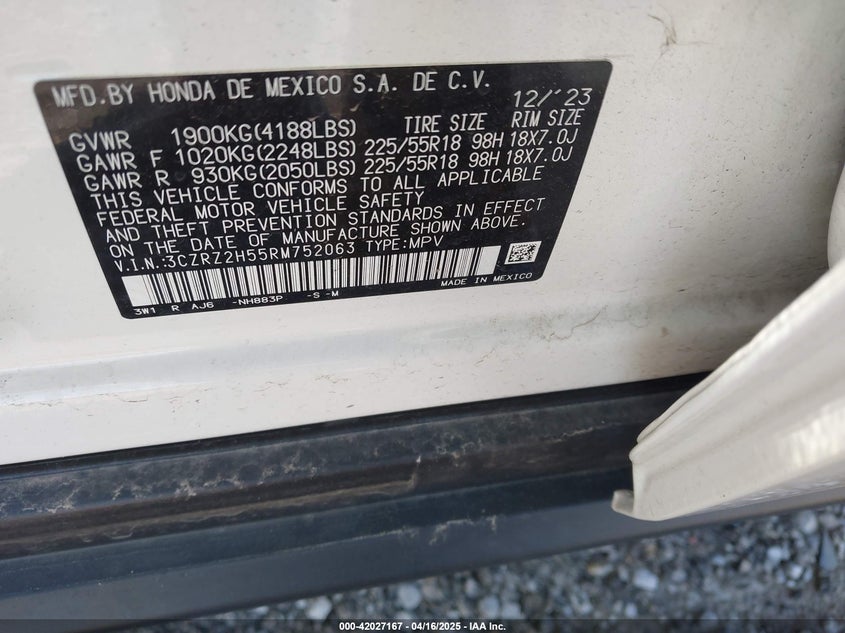 MFD.BY HONDA DE MEXICO S.A. DE C.V.
12/'23
GVWR 1900KG(4188LBS) TIRE SIZE RIM SIZE
GAWR F 1020KG(2248LBS) 225/55R18 98H 18X7.0J
GAWR R 930KG(2050LBS) 225/55R18 98H 18X7.0J
THIS VEHICLE CONFORMS TO ALL APPLICABLE
FEDERAL MOTOR VEHICLE SAFETY
AND THEFT PREVENTION STANDARDS IN EFFECT
ON THE DATE OF MANUFACTURE SHOWN ABOVE.
V.I.N.:3CZRZ2H55RM752063 TYPE:MPV
MADE IN MEXICO
3W1 R AJ6 -NH883P -S -M
000-42027167 - 04/16/2025 - IAA Inc.